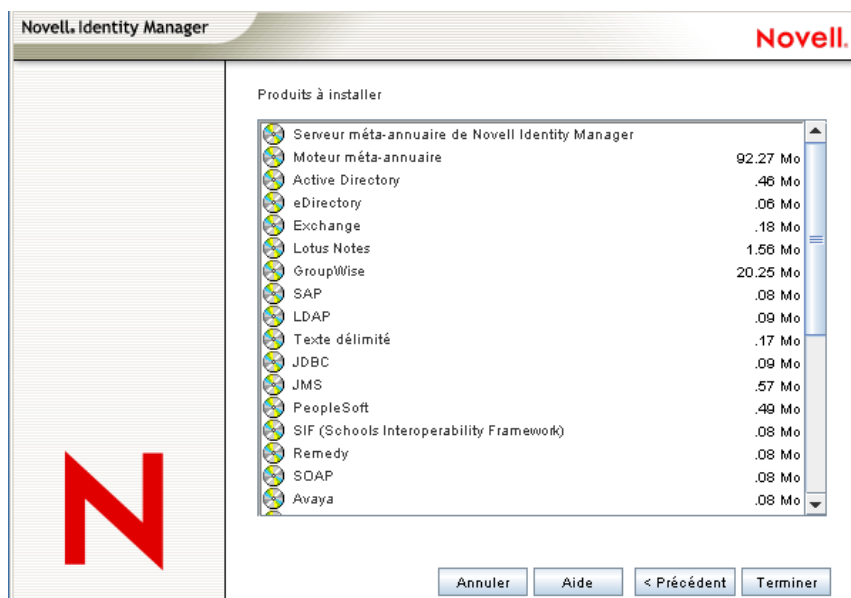 Novell. Identity Manager
Novell.
Produits à installer
Serveur méta-annuaire de Novell Identity Manager
Moteur méta-annuaire 92.27 Mo
Active Directory .46 Mo
eDirectory .06 Mo
Exchange .18 Mo
Lotus Notes 1.56 Mo
GroupWise 20.25 Mo
SAP .08 Mo
LDAP .09 Mo
Texte délimité .17 Mo
JDBC .09 Mo
JMS .57 Mo
PeopleSoft .49 Mo
SIF (Schools Interoperability Framework) .08 Mo
Remedy .08 Mo
SOAP .08 Mo
Avaya .08 Mo
N
Annuler Aide < Précédent Terminer